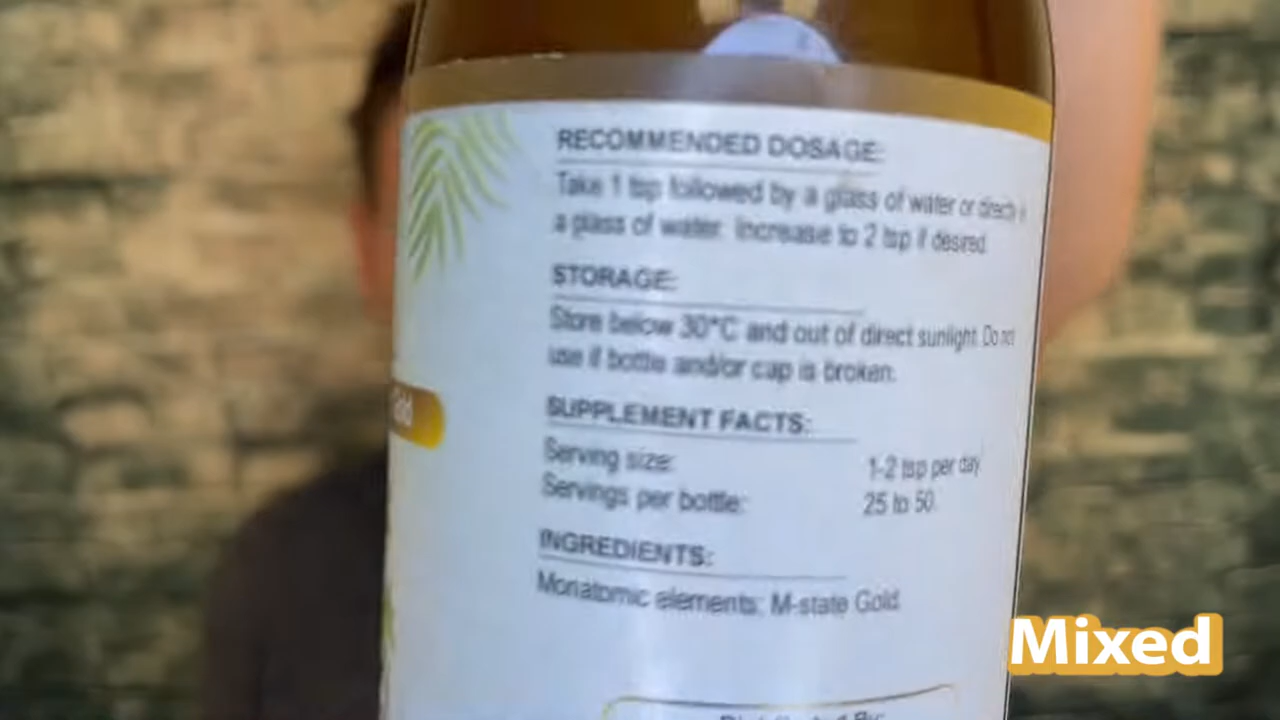 RECOMMENDED DOSAGE:
Take 1 tsp followed by a glass of water or directly
a glass of water. Increase to 2 tsp if desired.
STORAGE:
Store below 30°C and out of direct sunlight. Do not
use if bottle and/or cap is broken.
SUPPLEMENT FACTS:
Serving size: 1-2 tsp per day
Servings per bottle: 25 to 50
INGREDIENTS:
Monatomic elements: M-state Gold
Mixed